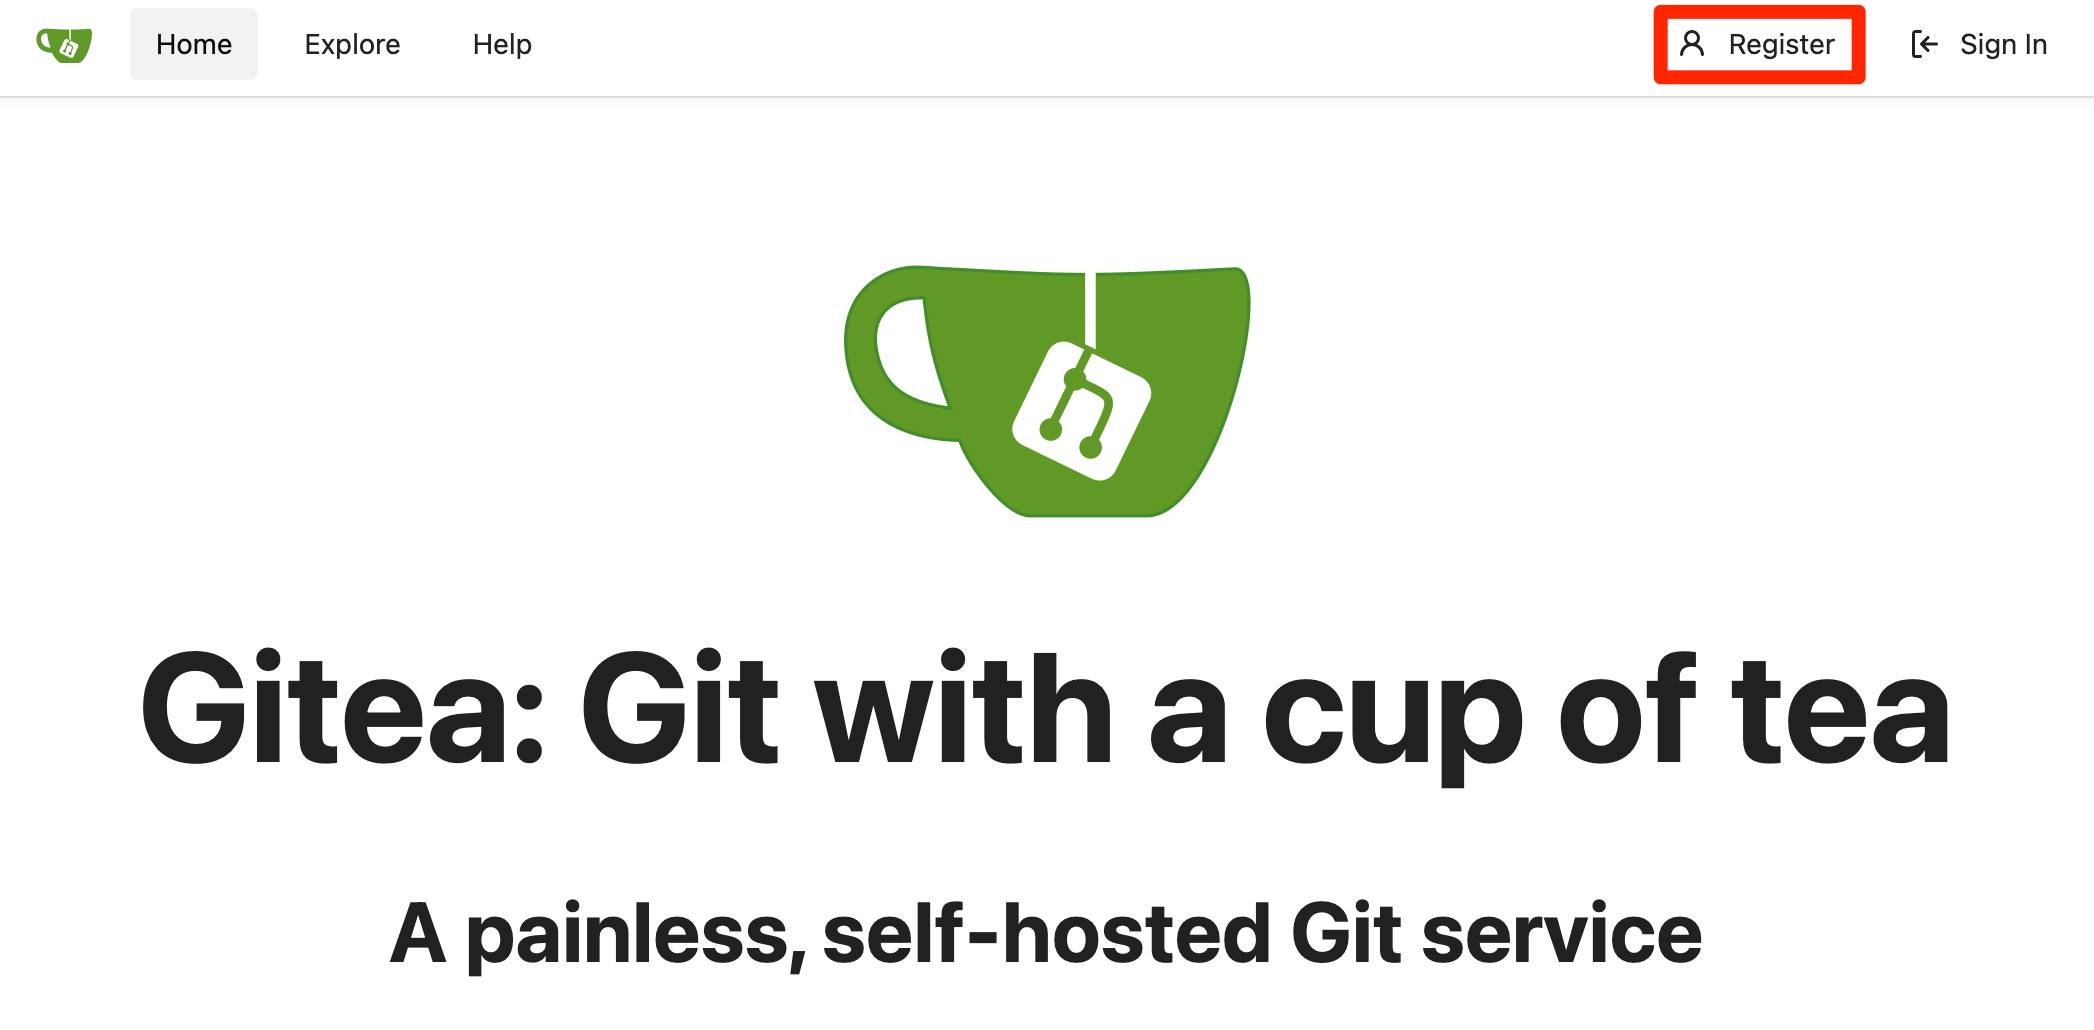 Home Explore Help Register Sign In
Gitea: Git with a cup of tea
A painless, self-hosted Git service